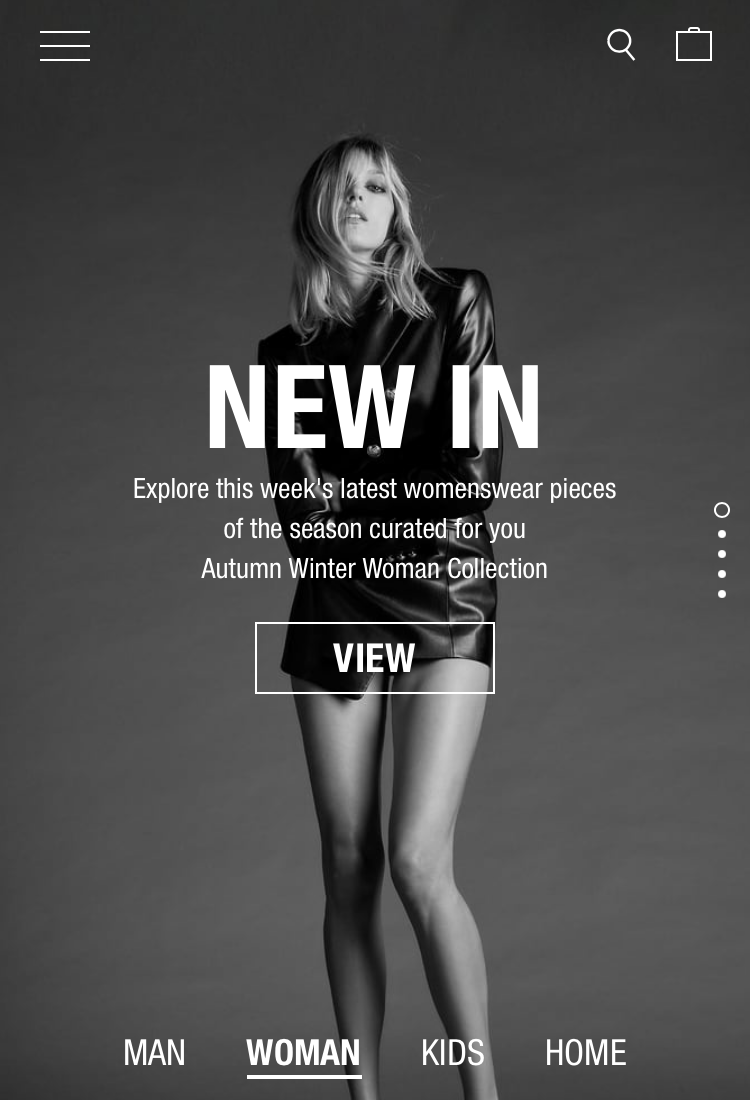 NEW IN
Explore this week's latest womenswear pieces
of the season curated for you
Autumn Winter Woman Collection
VIEW
MAN WOMAN KIDS HOME